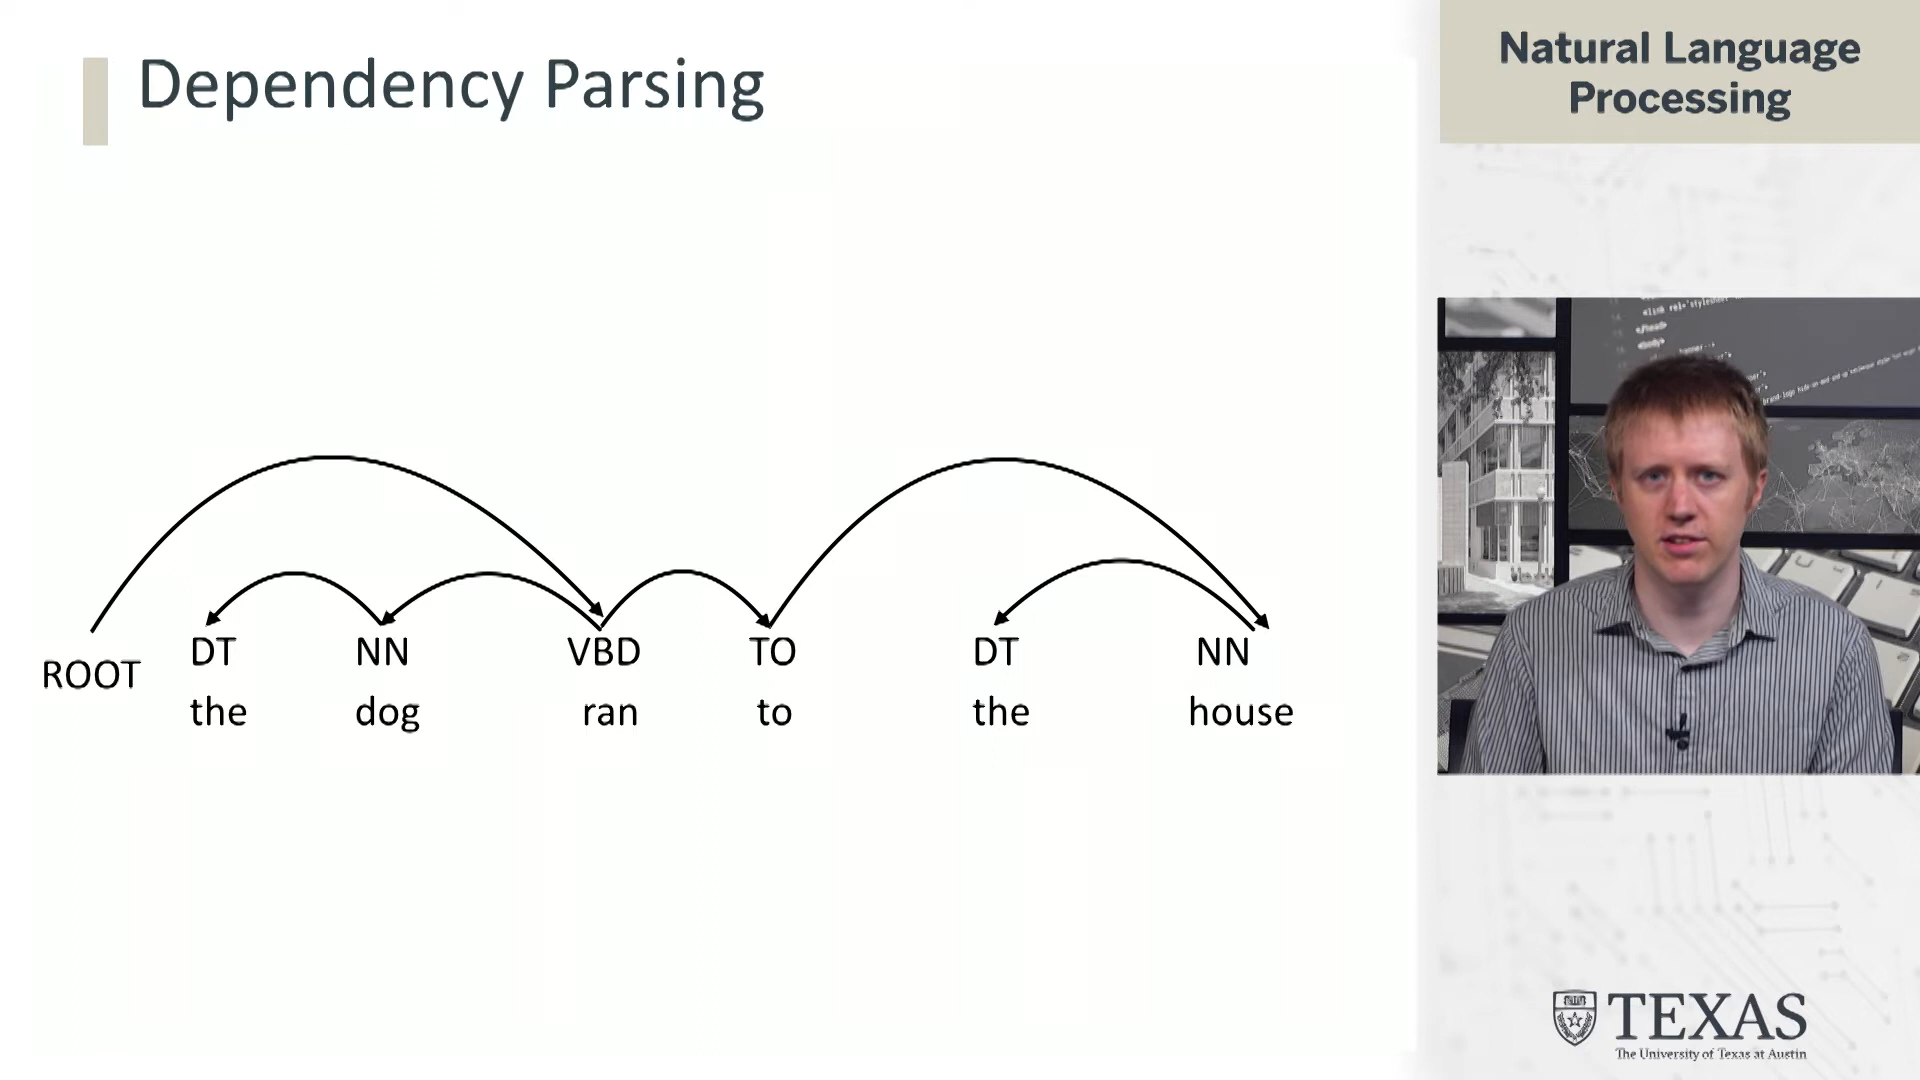 Dependency Parsing
Natural Language
Processing
ROOT
DT NN VBD TO DT NN
the dog ran to the house
TEXAS
The University of Texas at Austin